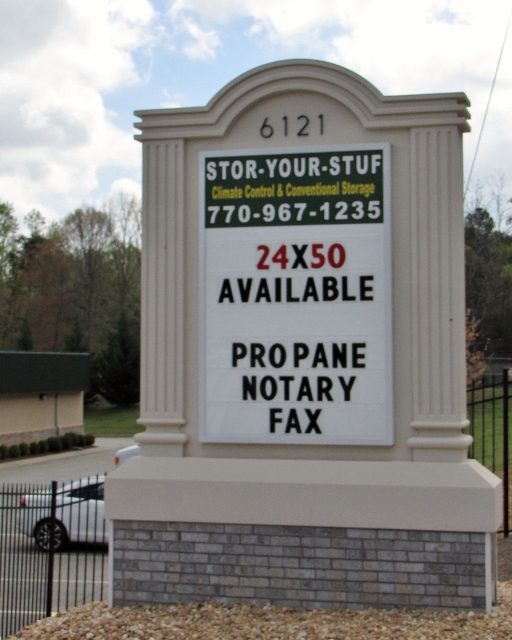 6121
STOR-YOUR-STUF
Climate Control & Conventional Storage
770-967-1235
24X50
AVAILABLE
PROPANE
NOTARY
FAX